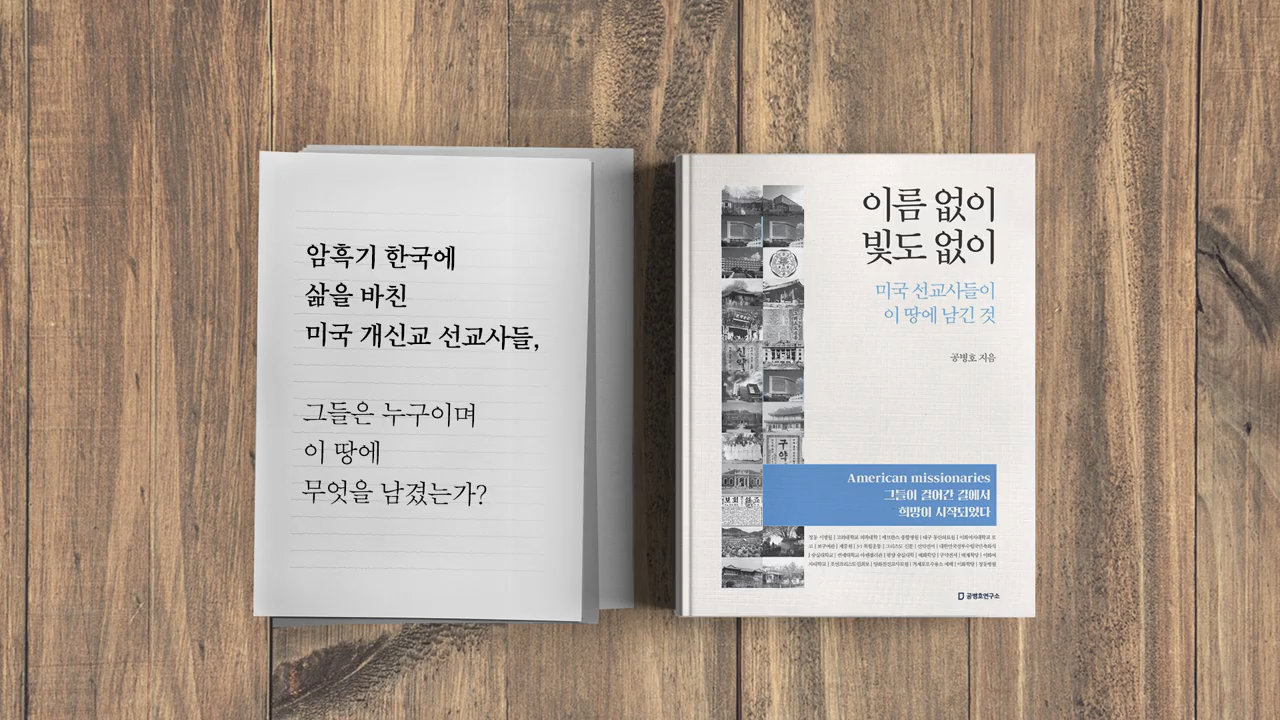 암흑기 한국에
삶을 바친
미국 개신교 선교사들,
그들은 누구이며
이 땅에
무엇을 남겼는가?
이름 없이
빛도 없이
미국 선교사들이
이 땅에 남긴 것
공병호 지음
신약
구약
American missionaries
그들이 걸어간 길에서
희망이 시작되었다
공병호연구소